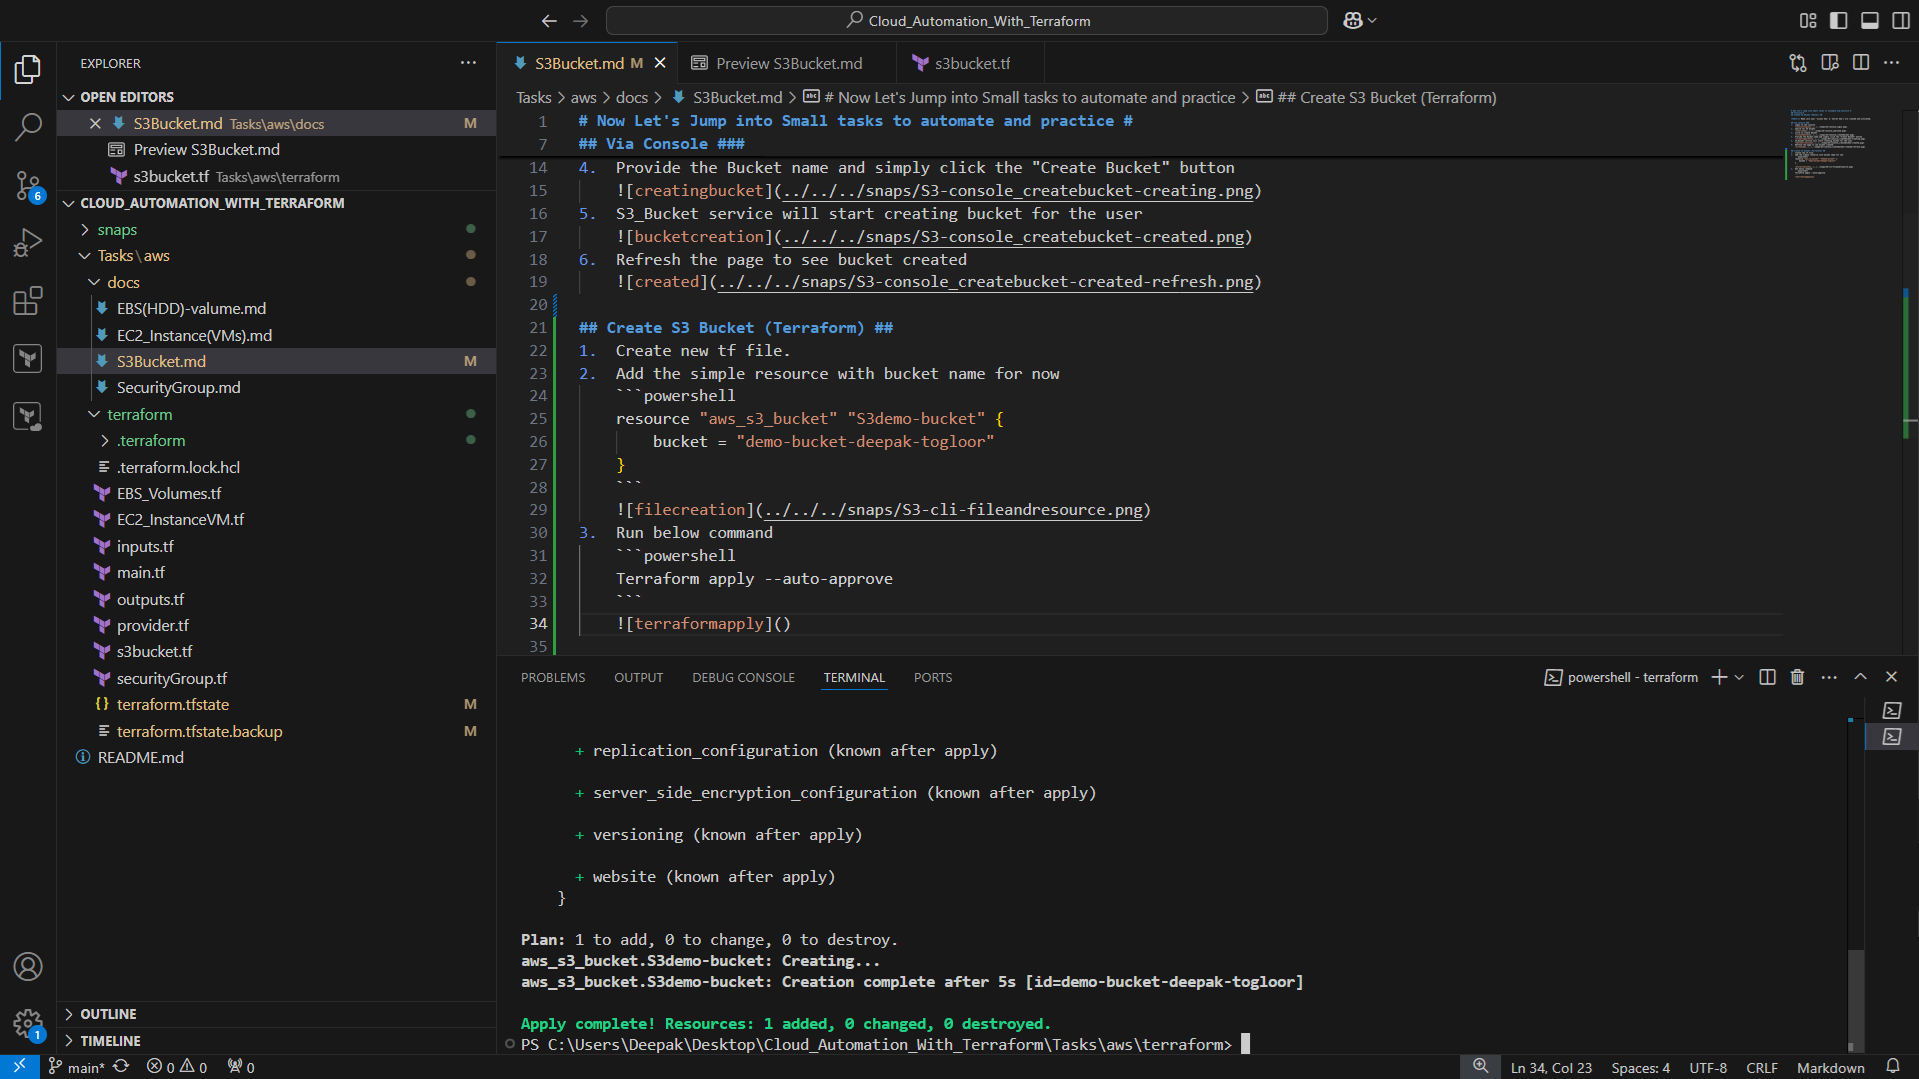 Cloud_Automation_With_Terraform
EXPLORER
OPEN EDITORS
S3Bucket.md Tasks\aws\docs M
Preview S3Bucket.md
s3bucket.tf Tasks\aws\terraform
CLOUD_AUTOMATION_WITH_TERRAFORM
snaps
Tasks\aws
docs
EBS(HDD)-valume.md
EC2_Instance(VMs).md
S3Bucket.md M
SecurityGroup.md
terraform
.terraform
.terraform.lock.hcl
EBS_Volumes.tf
EC2_InstanceVM.tf
inputs.tf
main.tf
outputs.tf
provider.tf
s3bucket.tf
securityGroup.tf
terraform.tfstate M
terraform.tfstate.backup M
README.md
OUTLINE
TIMELINE
6
1
S3Bucket.md M
Preview S3Bucket.md
s3bucket.tf
Tasks > aws > docs > S3Bucket.md > # Now Let's Jump into Small tasks to automate and practice > ## Create S3 Bucket (Terraform)
1 # Now Let's Jump into Small tasks to automate and practice #
7 ## Via Console ###
14 4. Provide the Bucket name and simply click the "Create Bucket" button
15 ![creatingbucket](../../../snaps/S3-console_createbucket-creating.png)
16 5. S3_Bucket service will start creating bucket for the user
17 ![bucketcreation](../../../snaps/S3-console_createbucket-created.png)
18 6. Refresh the page to see bucket created
19 ![created](../../../snaps/S3-console_createbucket-created-refresh.png)
20
21 ## Create S3 Bucket (Terraform) ##
22 1. Create new tf file.
23 2. Add the simple resource with bucket name for now
24 ```powershell
25 resource "aws_s3_bucket" "S3demo-bucket" {
26 bucket = "demo-bucket-deepak-togloor"
27 }
28 ```
29 ![filecreation](../../../snaps/S3-cli-fileandresource.png)
30 3. Run below command
31 ```powershell
32 Terraform apply --auto-approve
33 ```
34 ![terraformapply]()
35
PROBLEMS OUTPUT DEBUG CONSOLE TERMINAL PORTS
powershell - terraform
+ replication_configuration (known after apply)
+ server_side_encryption_configuration (known after apply)
+ versioning (known after apply)
+ website (known after apply)
}
Plan: 1 to add, 0 to change, 0 to destroy.
aws_s3_bucket.S3demo-bucket: Creating...
aws_s3_bucket.S3demo-bucket: Creation complete after 5s [id=demo-bucket-deepak-togloor]
Apply complete! Resources: 1 added, 0 changed, 0 destroyed.
PS C:\Users\Deepak\Desktop\Cloud_Automation_With_Terraform\Tasks\aws\terraform>
main* 0 0 0
Ln 34, Col 23 Spaces: 4 UTF-8 CRLF Markdown